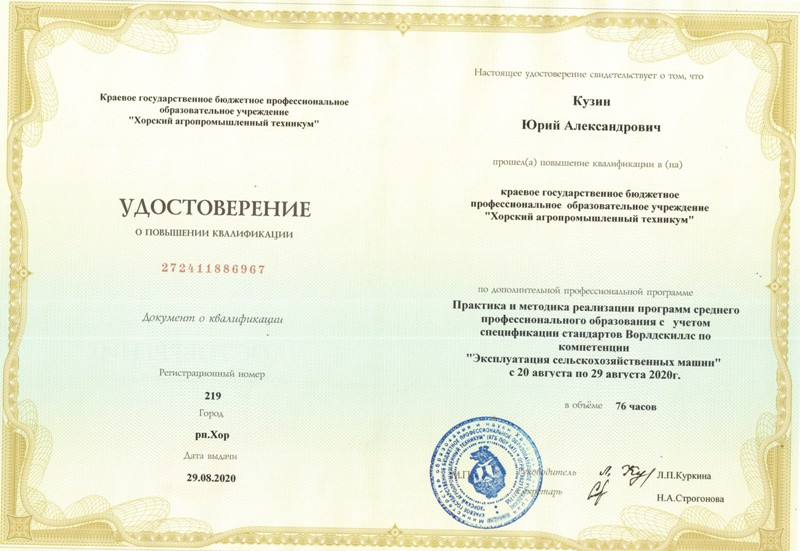 Краевое государственное бюджетное профессиональное
образовательное учреждение
"Хорский агропромышленный техникум"
УДОСТОВЕРЕНИЕ
О ПОВЫШЕНИИ КВАЛИФИКАЦИИ
272411886967
Документ о квалификации
Регистрационный номер
219
Город
рп.Хор
Дата выдачи
29.08.2020
Настоящее удостоверение свидетельствует о том, что
Кузин
Юрий Александрович
прошел(а) повышение квалификации в (на)
краевое государственное бюджетное
профессиональное образовательное учреждение
"Хорский агропромышленный техникум"
по дополнительной профессиональной программе
Практика и методика реализации программ среднего
профессионального образования с учетом
спецификации стандартов Ворлдскиллс по
компетенции
"Эксплуатация сельскохозяйственных машин"
с 20 августа по 29 августа 2020г.
в объёме 76 часов
руководитель Л.П.Куркина
секретарь Н.А.Строгонова